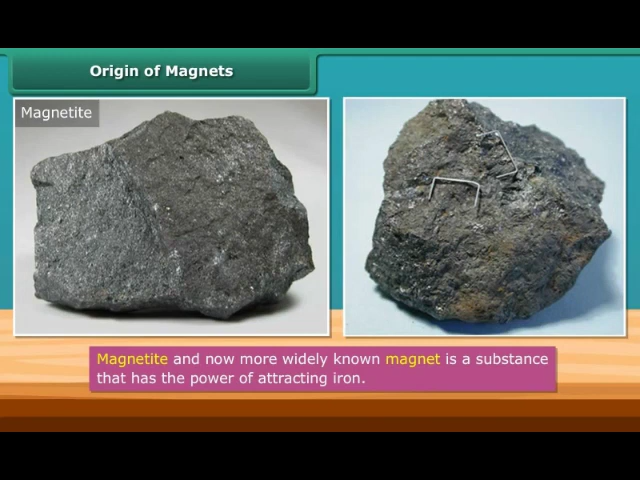 Origin of Magnets
Magnetite
Magnetite and now more widely known magnet is a substance
that has the power of attracting iron.